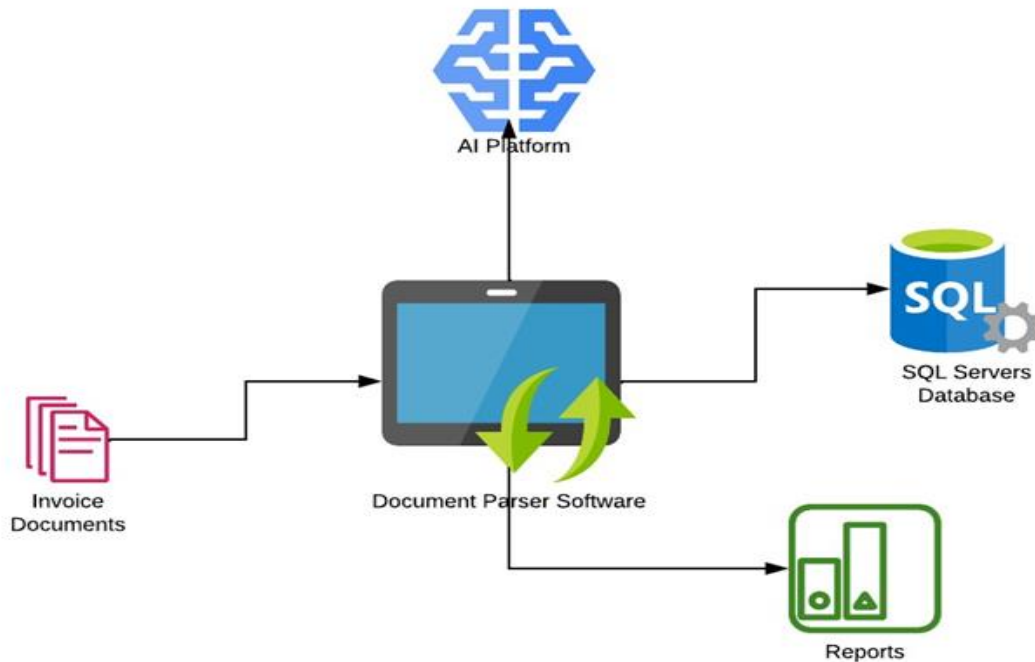 AI Platform
SQL
SQL Servers
Database
Invoice
Documents
Document Parser Software
Reports